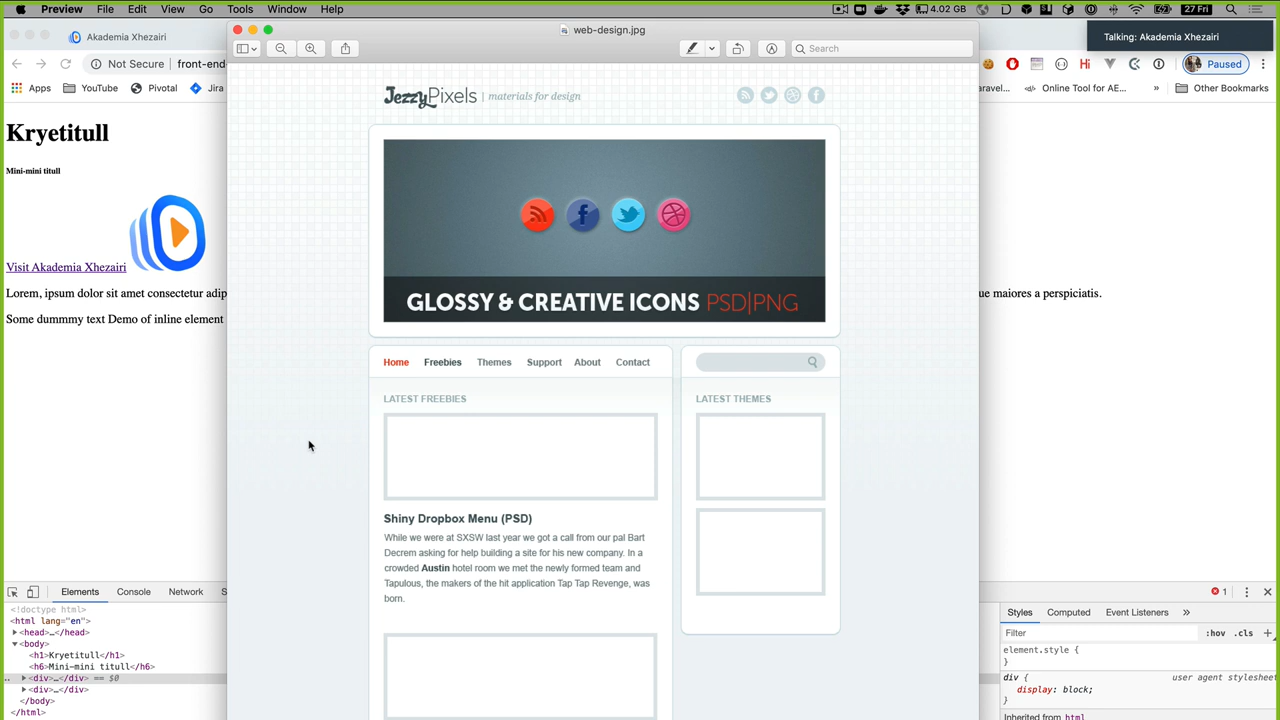 Preview File Edit View Go Tools Window Help 4.02 GB 27 Fri
Akademia Xhezairi
web-design.jpg
Talking: Akademia Xhezairi
Search
Not Secure front-end
Paused
Apps YouTube Pivotal Jira
Online Tool for AE... » Other Bookmarks
JezzyPixels | materials for design
Kryetitull
Mini-mini titull
GLOSSY & CREATIVE ICONS PSD|PNG
Visit Akademia Xhezairi
Lorem, ipsum dolor sit amet consectetur adip
ue maiores a perspiciatis.
Some dummmy text Demo of inline element
Home Freebies Themes Support About Contact
LATEST FREEBIES
LATEST THEMES
Shiny Dropbox Menu (PSD)
While we were at SXSW last year we got a call from our pal Bart
Decrem asking for help building a site for his new company. In a
crowded Austin hotel room we met the newly formed team and
Tapulous, the makers of the hit application Tap Tap Revenge, was
born.
Elements Console Network S
1
<!doctype html>
<html lang="en">
<head>…</head>
<body>
<h1>Kryetitull</h1>
<h6>Mini-mini titull</h6>
<div>…</div> == $0
<div>…</div>
</body>
</html>
Styles Computed Event Listeners »
Filter :hov .cls +
element.style {
}
div { user agent stylesheet
display: block;
}
Inherited from html